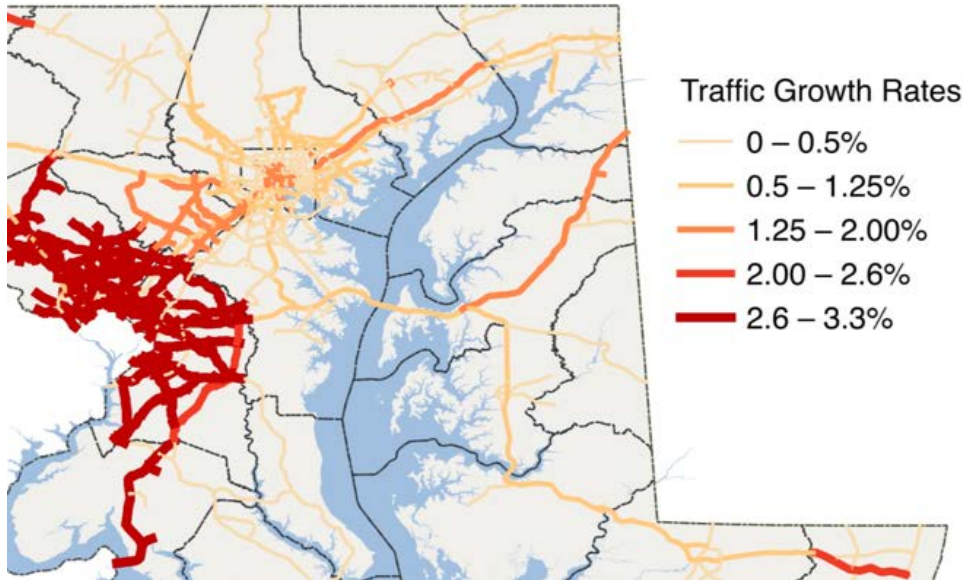 Traffic Growth Rates
0 – 0.5%
0.5 – 1.25%
1.25 – 2.00%
2.00 – 2.6%
2.6 – 3.3%